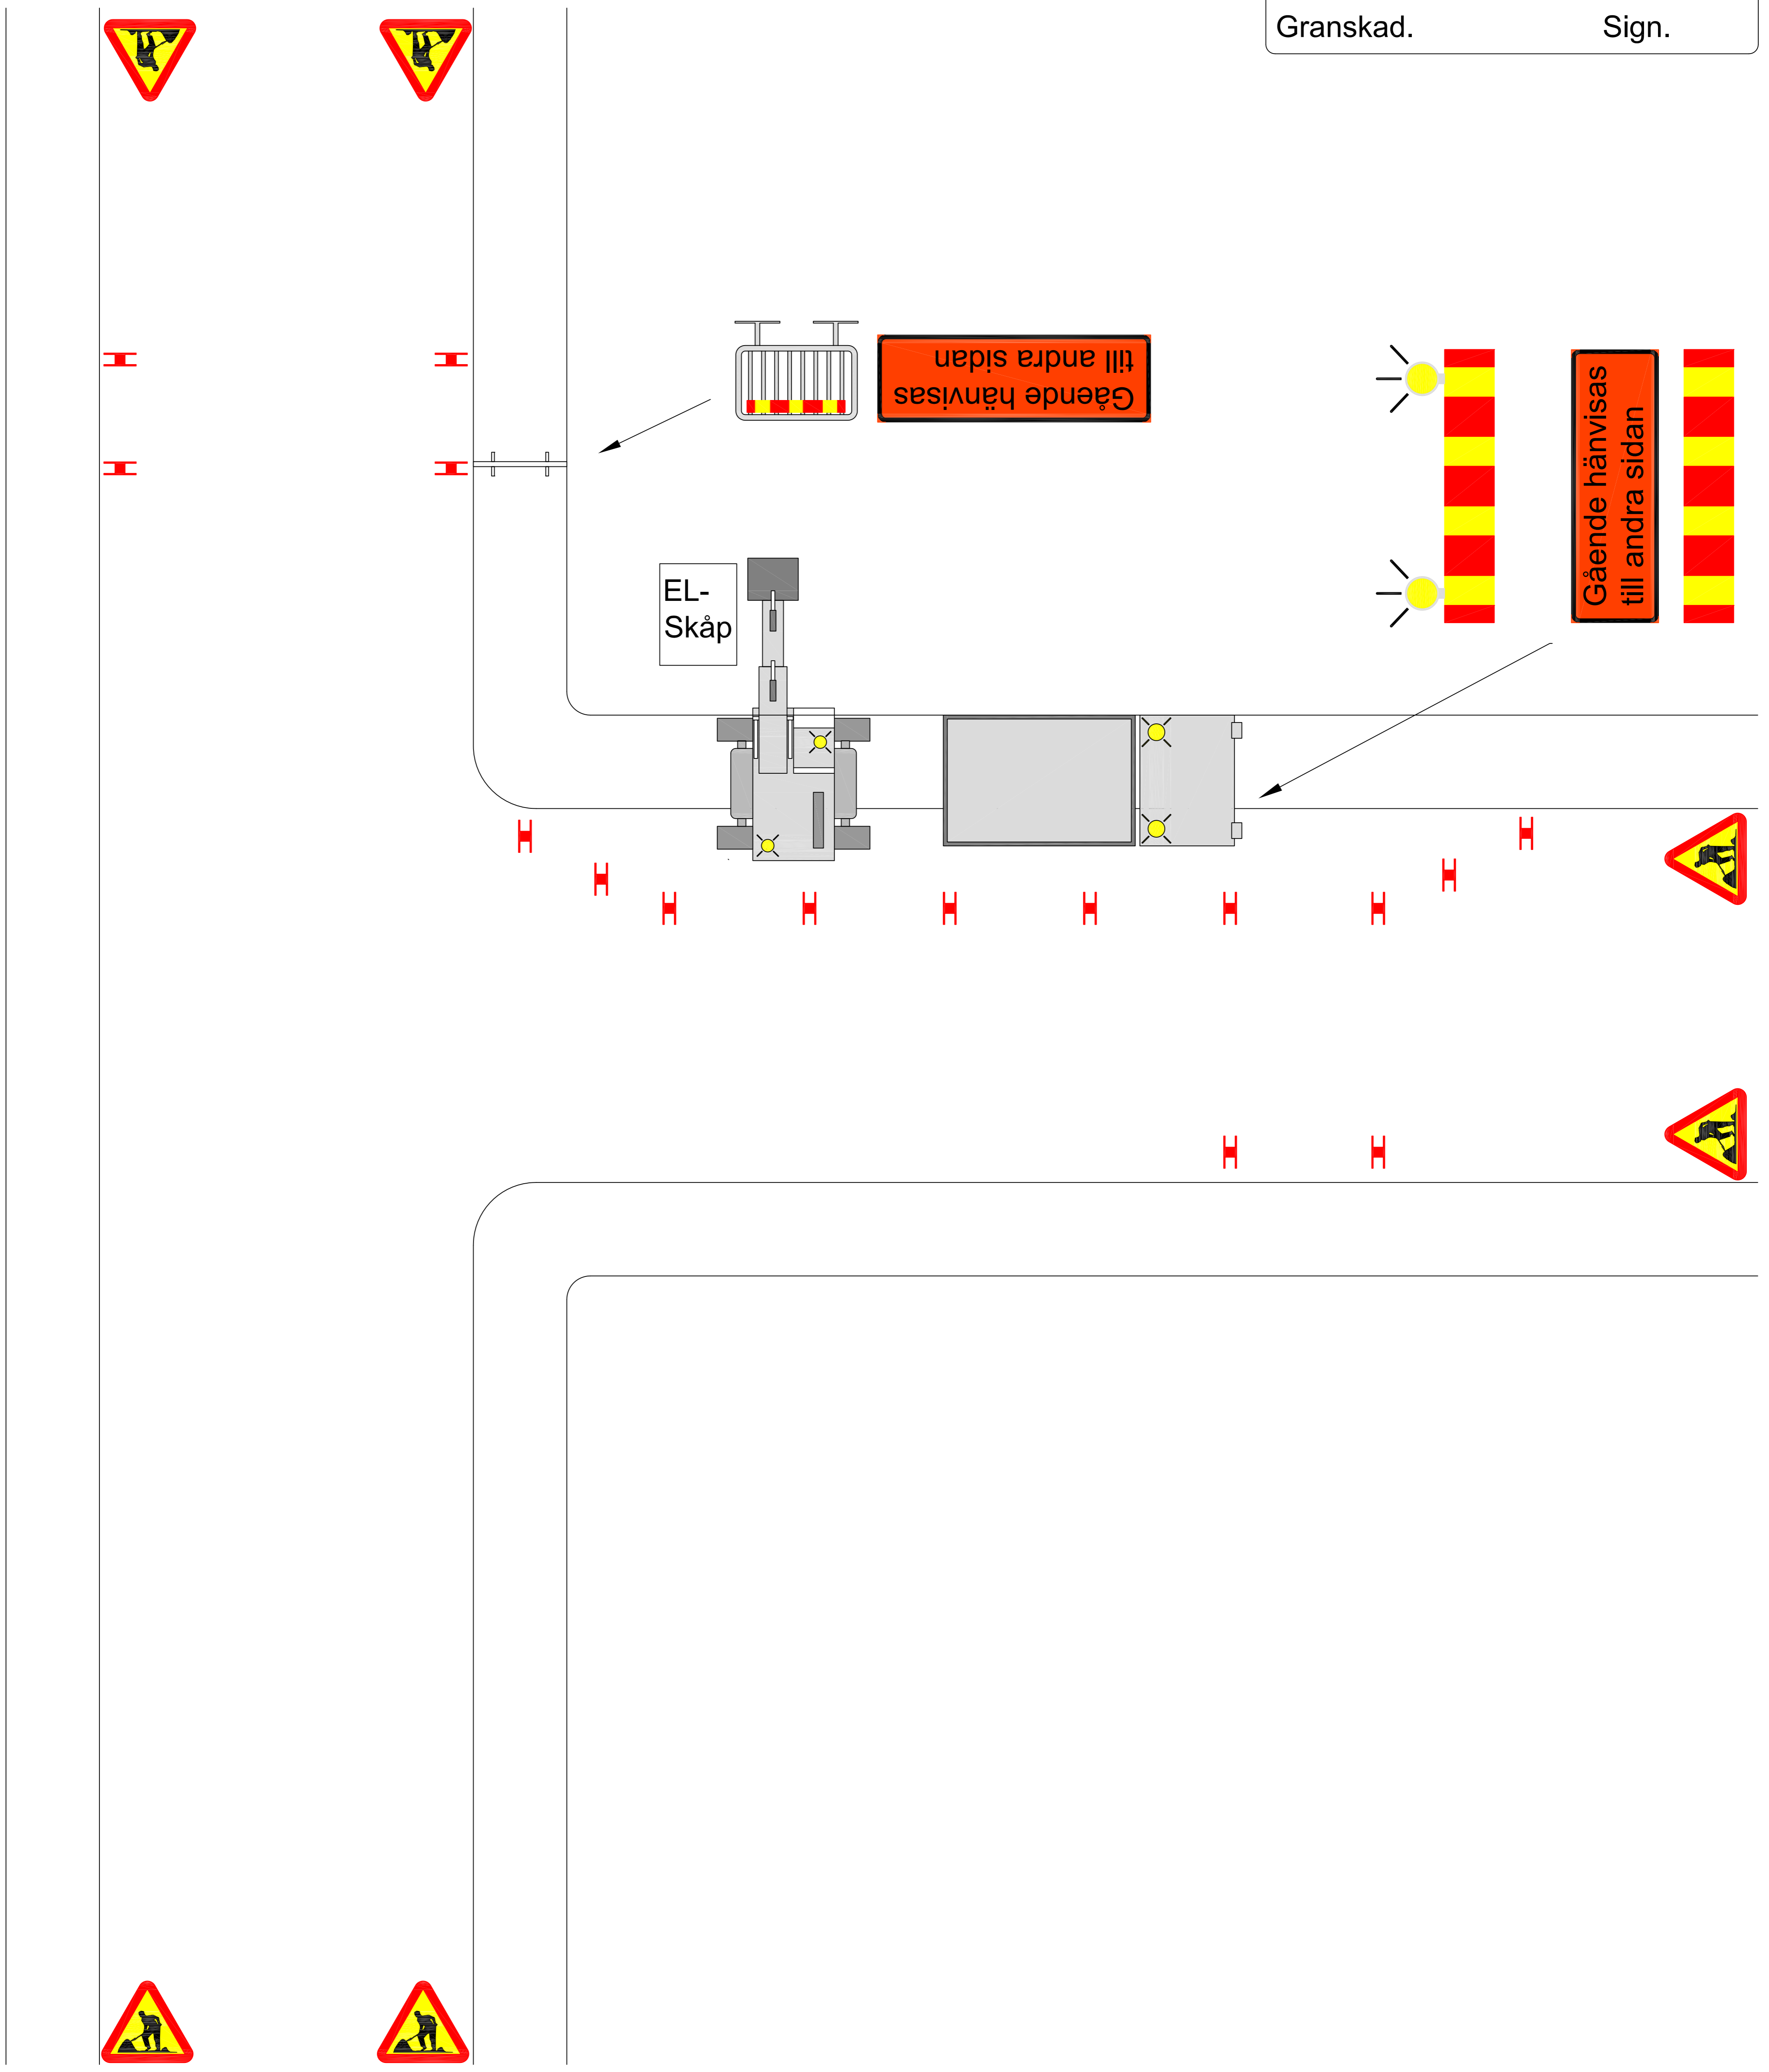 Granskad. Sign.
Gående hänvisas
till andra sidan
Gående hänvisas
till andra sidan
EL-
Skåp